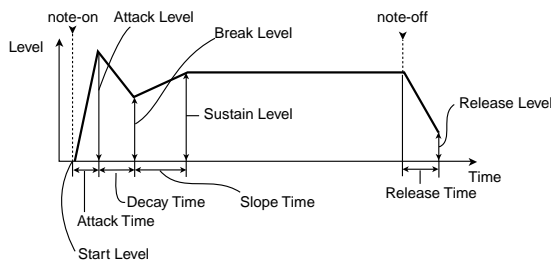 note-on
Attack Level
note-off
Level
Break Level
Release Level
Sustain Level
Time
Decay Time
Slope Time
Release Time
Attack Time
Start Level